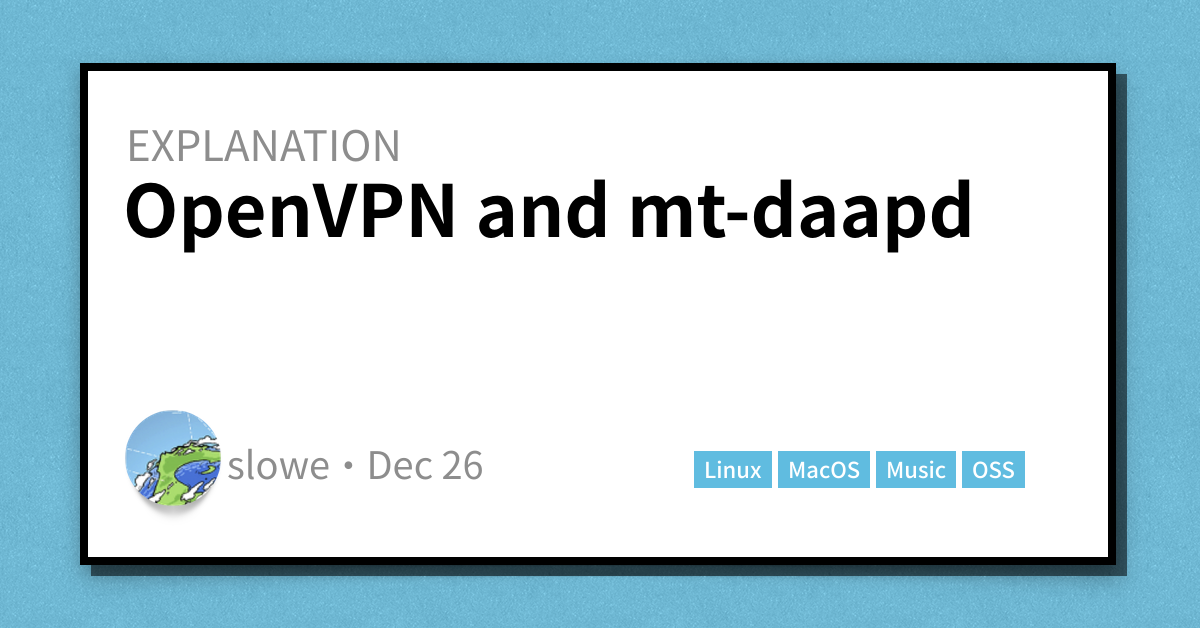 EXPLANATION
OpenVPN and mt-daapd
slowe • Dec 26
Linux MacOS Music OSS